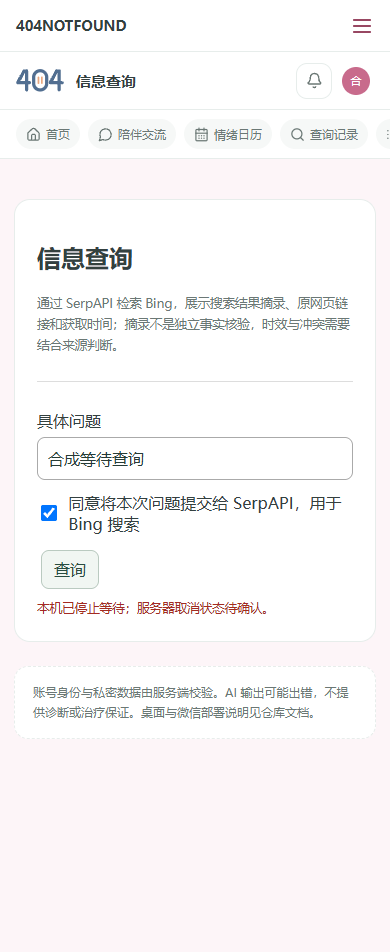 404NOTFOUND
404 信息查询
合
首页 陪伴交流 情绪日历 查询记录
信息查询
通过 SerpAPI 检索 Bing，展示搜索结果摘录、原网页链
接和获取时间；摘录不是独立事实核验，时效与冲突需要
结合来源判断。
具体问题
合成等待查询
同意将本次问题提交给 SerpAPI，用于
Bing 搜索
查询
本机已停止等待；服务器取消状态待确认。
账号身份与私密数据由服务端校验。AI 输出可能出错，不提
供诊断或治疗保证。桌面与微信部署说明见仓库文档。